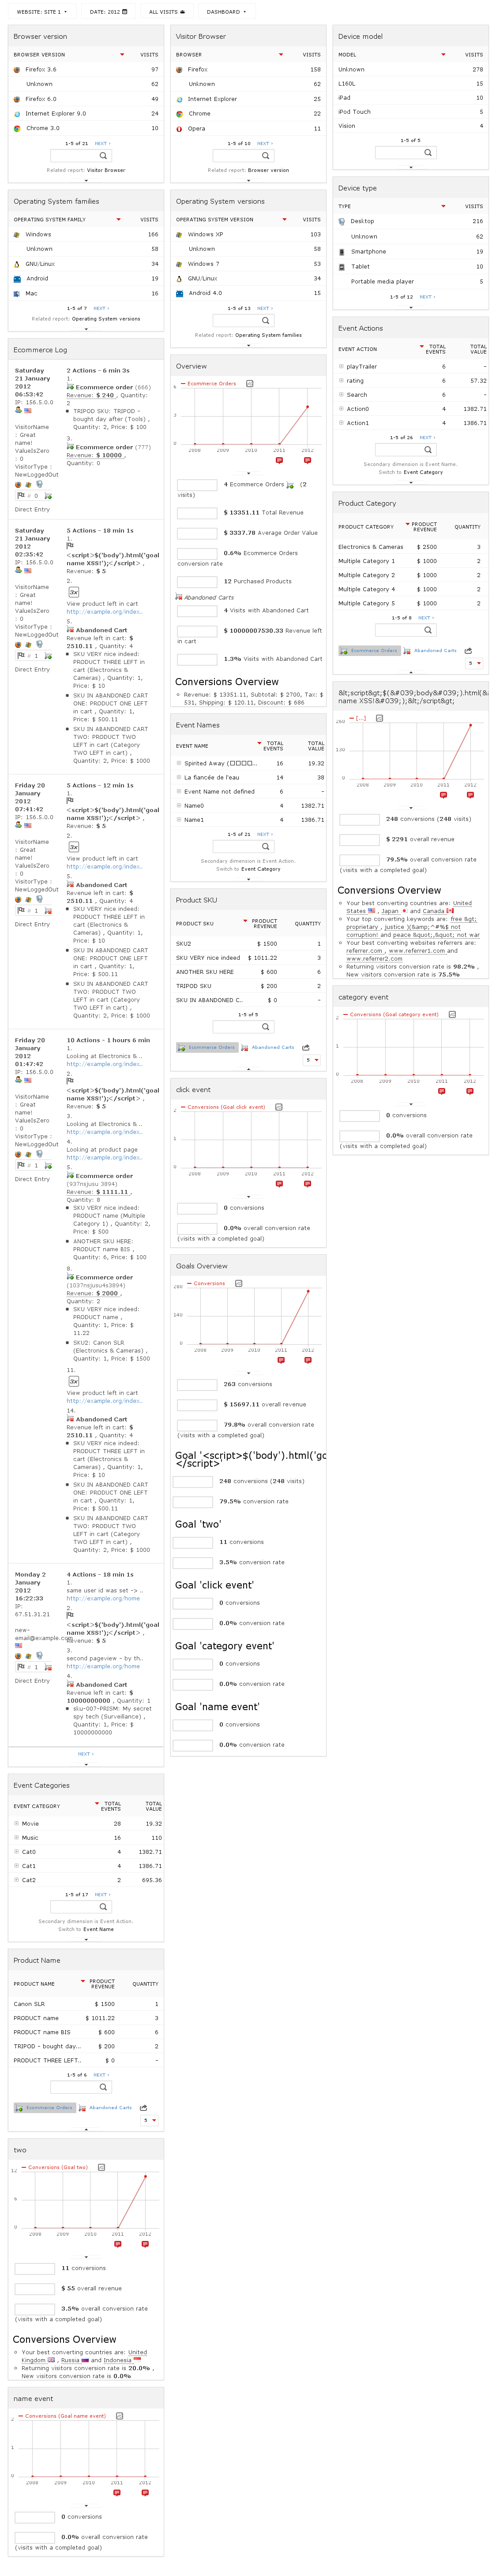 WEBSITE: SITE 1
DATE: 2012
ALL VISITS
DASHBOARD
Browser version
BROWSER VERSION VISITS
Firefox 3.6 97
Unknown 62
Firefox 6.0 49
Internet Explorer 9.0 24
Chrome 3.0 10
1-5 of 21 NEXT ›
Related report: Visitor Browser
Operating System families
OPERATING SYSTEM FAMILY VISITS
Windows 166
Unknown 58
GNU/Linux 34
Android 19
Mac 16
1-5 of 7 NEXT ›
Related report: Operating System versions
Ecommerce Log
Saturday
21 January
2012
06:53:42
IP: 156.5.0.0
VisitorName
: Great
name!
ValueIsZero
: 0
VisitorType :
NewLoggedOut
= 0
Direct Entry
2 Actions - 6 min 3s
1.
Ecommerce order (666)
Revenue: $ 240 , Quantity:
2
TRIPOD SKU: TRIPOD -
bought day after (Tools) ,
Quantity: 2, Price: $ 100
3.
Ecommerce order (777)
Revenue: $ 10000 ,
Quantity: 0
Saturday
21 January
2012
02:35:42
IP: 156.5.0.0
VisitorName
: Great
name!
ValueIsZero
: 0
VisitorType :
NewLoggedOut
= 1
Direct Entry
5 Actions - 18 min 1s
1.
<script>$('body').html('goal
name XSS!');</script> ,
Revenue: $ 5
2.
3x
View product left in cart
http://example.org/index..
5.
Abandoned Cart
Revenue left in cart: $
2510.11 , Quantity: 4
SKU VERY nice indeed:
PRODUCT THREE LEFT in
cart (Electronics &
Cameras) , Quantity: 1,
Price: $ 10
SKU IN ABANDONED CART
ONE: PRODUCT ONE LEFT
in cart , Quantity: 1,
Price: $ 500.11
SKU IN ABANDONED CART
TWO: PRODUCT TWO
LEFT in cart (Category
TWO LEFT in cart) ,
Quantity: 2, Price: $ 1000
Friday 20
January
2012
07:41:42
IP: 156.5.0.0
VisitorName
: Great
name!
ValueIsZero
: 0
VisitorType :
NewLoggedOut
= 1
Direct Entry
5 Actions - 12 min 1s
1.
<script>$('body').html('goal
name XSS!');</script> ,
Revenue: $ 5
2.
3x
View product left in cart
http://example.org/index..
5.
Abandoned Cart
Revenue left in cart: $
2510.11 , Quantity: 4
SKU VERY nice indeed:
PRODUCT THREE LEFT in
cart (Electronics &
Cameras) , Quantity: 1,
Price: $ 10
SKU IN ABANDONED CART
ONE: PRODUCT ONE LEFT
in cart , Quantity: 1,
Price: $ 500.11
SKU IN ABANDONED CART
TWO: PRODUCT TWO
LEFT in cart (Category
TWO LEFT in cart) ,
Quantity: 2, Price: $ 1000
Friday 20
January
2012
01:47:42
IP: 156.5.0.0
VisitorName
: Great
name!
ValueIsZero
: 0
VisitorType :
NewLoggedOut
= 1
Direct Entry
10 Actions - 1 hours 6 min
1.
Looking at Electronics & ..
http://example.org/index..
2.
<script>$('body').html('goal
name XSS!');</script> ,
Revenue: $ 5
3.
Looking at Electronics & ..
http://example.org/index..
4.
Looking at product page
http://example.org/index..
5.
Ecommerce order
(937nsjusu 3894)
Revenue: $ 1111.11 ,
Quantity: 8
SKU VERY nice indeed:
PRODUCT name (Multiple
Category 1) , Quantity: 2,
Price: $ 500
ANOTHER SKU HERE:
PRODUCT name BIS ,
Quantity: 6, Price: $ 100
8.
Ecommerce order
(1037nsjusu4s3894)
Revenue: $ 2000 ,
Quantity: 2
SKU VERY nice indeed:
PRODUCT name ,
Quantity: 1, Price: $
11.22
SKU2: Canon SLR
(Electronics & Cameras) ,
Quantity: 1, Price: $ 1500
11.
3x
View product left in cart
http://example.org/index..
14.
Abandoned Cart
Revenue left in cart: $
2510.11 , Quantity: 4
SKU VERY nice indeed:
PRODUCT THREE LEFT in
cart (Electronics &
Cameras) , Quantity: 1,
Price: $ 10
SKU IN ABANDONED CART
ONE: PRODUCT ONE LEFT
in cart , Quantity: 1,
Price: $ 500.11
SKU IN ABANDONED CART
TWO: PRODUCT TWO
LEFT in cart (Category
TWO LEFT in cart) ,
Quantity: 2, Price: $ 1000
Monday 2
January
2012
16:22:33
IP:
67.51.31.21
new-
email@example.com
= 1
Direct Entry
4 Actions - 18 min 1s
1.
same user id was set -> ..
http://example.org/home
2.
<script>$('body').html('goal
name XSS!');</script> ,
Revenue: $ 5
3.
second pageview - by th..
http://example.org/home
4.
Abandoned Cart
Revenue left in cart: $
10000000000 , Quantity: 1
sku-007-PRISM: My secret
spy tech (Surveillance) ,
Quantity: 1, Price: $
10000000000
NEXT ›
Event Categories
EVENT CATEGORY TOTAL EVENTS TOTAL VALUE
Movie 28 19.32
Music 16 110
Cat0 4 1382.71
Cat1 4 1386.71
Cat2 2 695.36
1-5 of 17 NEXT ›
Secondary dimension is Event Action.
Switch to Event Name
Product Name
PRODUCT NAME PRODUCT REVENUE QUANTITY
Canon SLR $ 1500 1
PRODUCT name $ 1011.22 3
PRODUCT name BIS $ 600 6
TRIPOD - bought day... $ 200 2
PRODUCT THREE LEFT.. $ 0 -
1-5 of 6 NEXT ›
Ecommerce Orders Abandoned Carts
5
two
Conversions (Goal two)
12
6
0
2008 2009 2010 2011 2012
11 conversions
$ 55 overall revenue
3.5% overall conversion rate
(visits with a completed goal)
Conversions Overview
Your best converting countries are: United
Kingdom , Russia and Indonesia
Returning visitors conversion rate is 20.0% ,
New visitors conversion rate is 0.0%
name event
Conversions (Goal name event)
2
1
0
2008 2009 2010 2011 2012
0 conversions
0.0% overall conversion rate
(visits with a completed goal)
Visitor Browser
BROWSER VISITS
Firefox 158
Unknown 62
Internet Explorer 25
Chrome 22
Opera 11
1-5 of 10 NEXT ›
Related report: Browser version
Operating System versions
OPERATING SYSTEM VERSION VISITS
Windows XP 103
Unknown 58
Windows 7 53
GNU/Linux 34
Android 4.0 15
1-5 of 13 NEXT ›
Related report: Operating System families
Overview
Ecommerce Orders
6
3
0
2008 2009 2010 2011 2012
4 Ecommerce Orders (2
visits)
$ 13351.11 Total Revenue
$ 3337.78 Average Order Value
0.6% Ecommerce Orders
conversion rate
12 Purchased Products
Abandoned Carts
4 Visits with Abandoned Cart
$ 10000007530.33 Revenue left
in cart
1.3% Visits with Abandoned Cart
Conversions Overview
Revenue: $ 13351.11, Subtotal: $ 2700, Tax: $
531, Shipping: $ 120.11, Discount: $ 686
Event Names
EVENT NAME TOTAL EVENTS TOTAL VALUE
Spirited Away (□□□□... 16 19.32
La fiancée de l'eau 14 38
Event Name not defined 6 -
Name0 4 1382.71
Name1 4 1386.71
1-5 of 21 NEXT ›
Secondary dimension is Event Action.
Switch to Event Category
Product SKU
PRODUCT SKU PRODUCT REVENUE QUANTITY
SKU2 $ 1500 1
SKU VERY nice indeed $ 1011.22 3
ANOTHER SKU HERE $ 600 6
TRIPOD SKU $ 200 2
SKU IN ABANDONED C.. $ 0 -
1-5 of 5
Ecommerce Orders Abandoned Carts
5
click event
Conversions (Goal click event)
2
1
0
2008 2009 2010 2011 2012
0 conversions
0.0% overall conversion rate
(visits with a completed goal)
Goals Overview
Conversions
280
140
0
2008 2009 2010 2011 2012
263 conversions
$ 15697.11 overall revenue
79.8% overall conversion rate
(visits with a completed goal)
Goal '<script>$('body').html('go
</script>'
248 conversions (248 visits)
79.5% conversion rate
Goal 'two'
11 conversions
3.5% conversion rate
Goal 'click event'
0 conversions
0.0% conversion rate
Goal 'category event'
0 conversions
0.0% conversion rate
Goal 'name event'
0 conversions
0.0% conversion rate
Device model
MODEL VISITS
Unknown 278
L160L 15
iPad 10
iPod Touch 5
Vision 4
1-5 of 5
Device type
TYPE VISITS
Desktop 216
Unknown 62
Smartphone 19
Tablet 10
Portable media player 5
1-5 of 12 NEXT ›
Event Actions
EVENT ACTION TOTAL EVENTS TOTAL VALUE
playTrailer 6 -
rating 6 57.32
Search 6 -
Action0 4 1382.71
Action1 4 1386.71
1-5 of 26 NEXT ›
Secondary dimension is Event Name.
Switch to Event Category
Product Category
PRODUCT CATEGORY PRODUCT REVENUE QUANTITY
Electronics & Cameras $ 2500 3
Multiple Category 1 $ 1000 2
Multiple Category 2 $ 1000 2
Multiple Category 4 $ 1000 2
Multiple Category 5 $ 1000 2
1-5 of 8 NEXT ›
Ecommerce Orders Abandoned Carts
5
&lt;script&gt;$(&#039;body&#039;).html(&
name XSS!&#039;);&lt;/script&gt;
[...]
260
130
0
2008 2009 2010 2011 2012
248 conversions (248 visits)
$ 2291 overall revenue
79.5% overall conversion rate
(visits with a completed goal)
Conversions Overview
Your best converting countries are: United
States , Japan and Canada
Your top converting keywords are: free &gt;
proprietary , justice )(&amp;^#%$ not
corruption! and peace &quot;,&quot; not war
Your best converting websites referrers are:
referrer.com , www.referrer1.com and
www.referrer2.com
Returning visitors conversion rate is 98.2% ,
New visitors conversion rate is 75.5%
category event
Conversions (Goal category event)
2
1
0
2008 2009 2010 2011 2012
0 conversions
0.0% overall conversion rate
(visits with a completed goal)